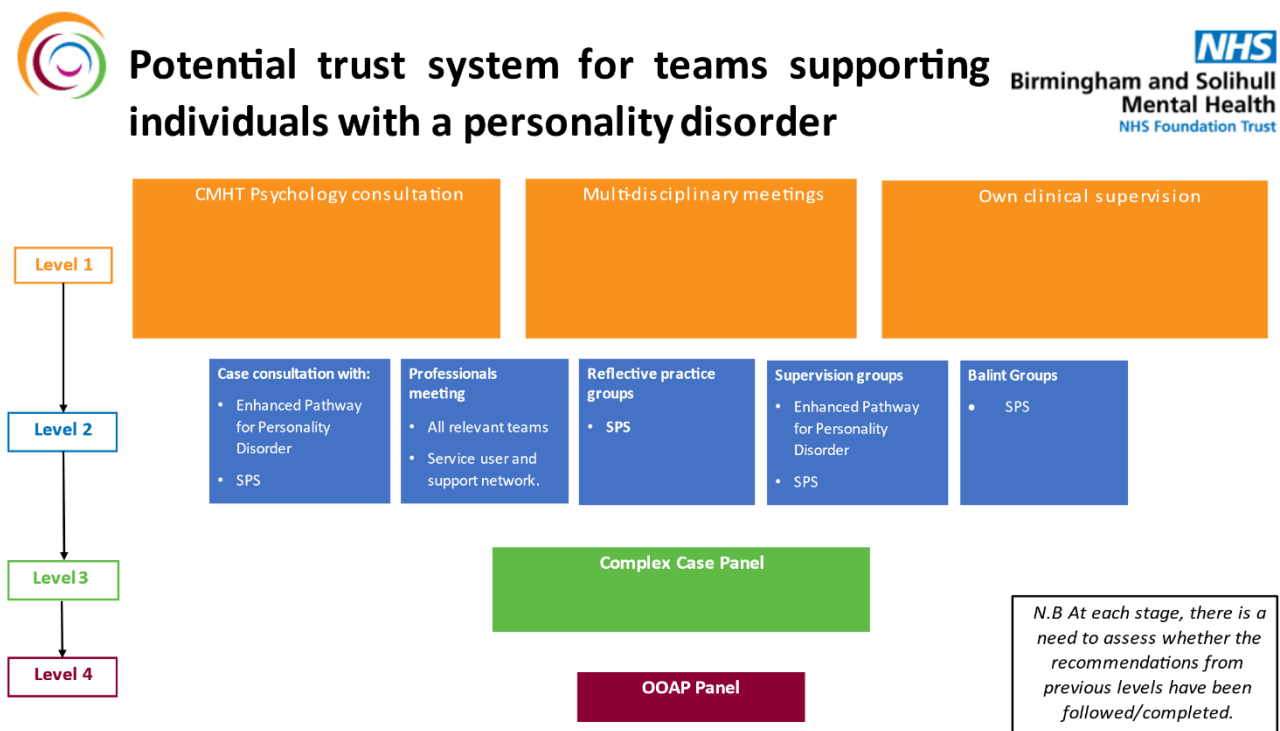 Potential trust system for teams supporting
individuals with a personality disorder
NHS
Birmingham and Solihull
Mental Health
NHS Foundation Trust
CMHT Psychology consultation
Multi-disciplinary meetings
Own clinical supervision
Level 1
Case consultation with:
• Enhanced Pathway
for Personality
Disorder
• SPS
Professionals
meeting
• All relevant teams
• Service user and
support network.
Reflective practice
groups
• SPS
Supervision groups
• Enhanced Pathway
for Personality
Disorder
• SPS
Balint Groups
• SPS
Level 2
Complex Case Panel
Level 3
N.B At each stage, there is a
need to assess whether the
recommendations from
previous levels have been
followed/completed.
Level 4
OOAP Panel